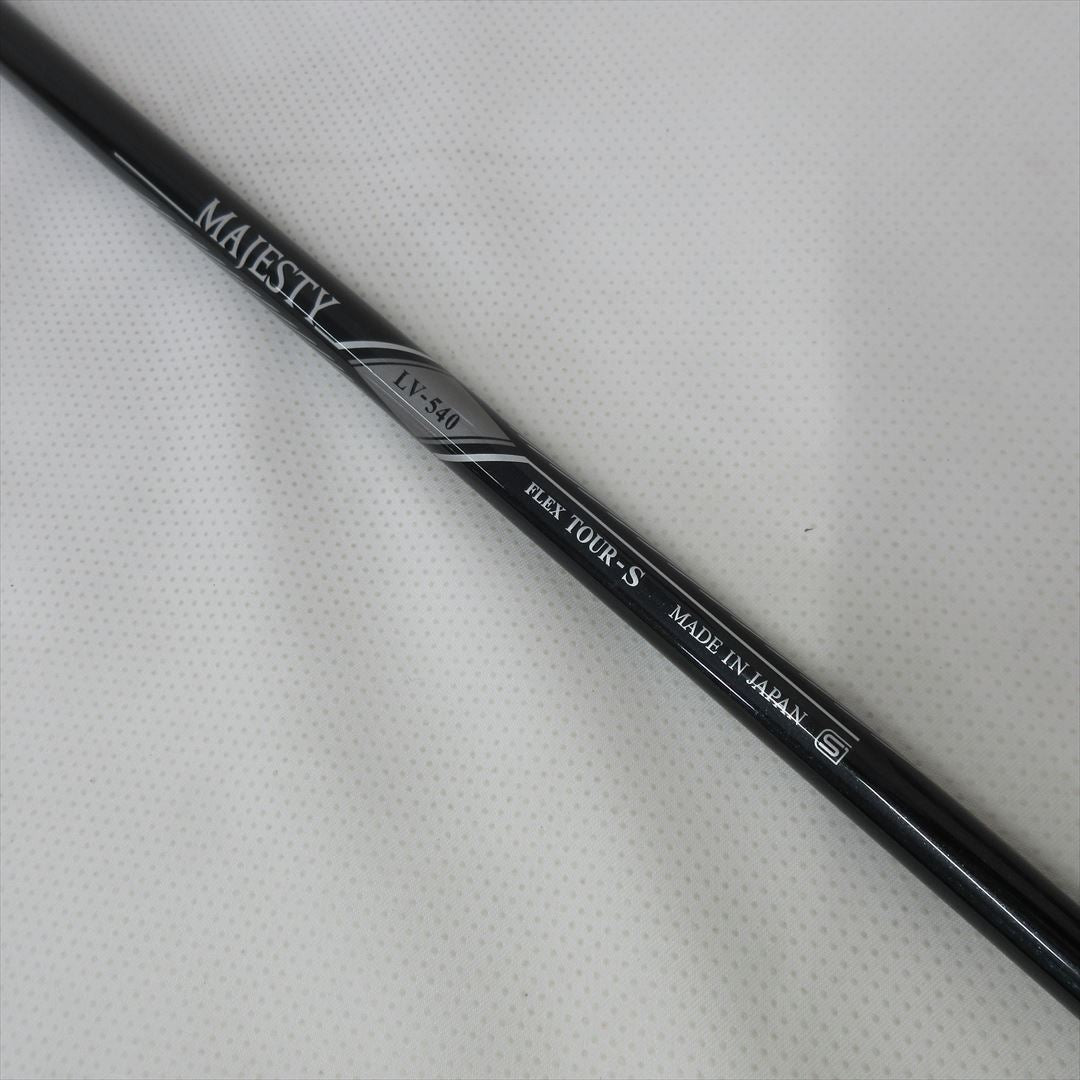 MAJESTY
LV-540
FLEX TOUR-S
MADE IN JAPAN
S